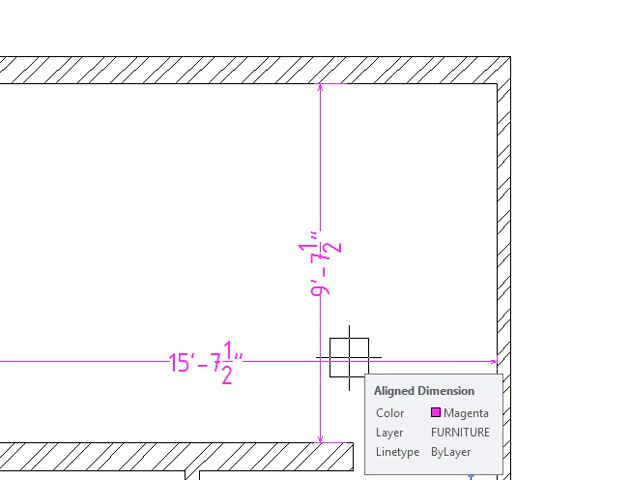 9'-7 1/2"
15'-7 1/2"
Aligned Dimension
Color Magenta
Layer FURNITURE
Linetype ByLayer